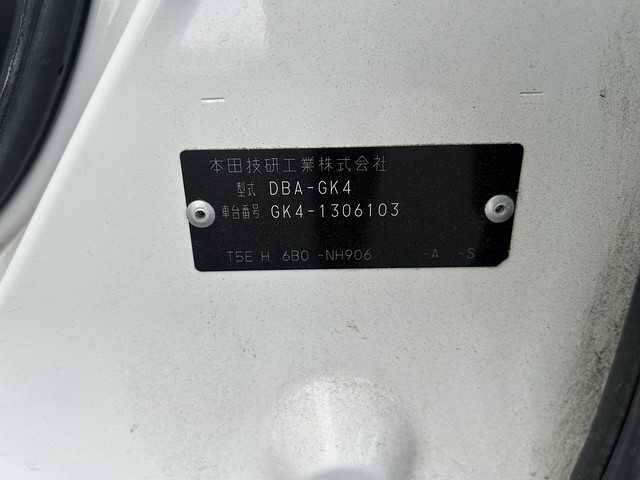 本田技研工業株式会社
型式 DBA-GK4
車台番号 GK4-1306103
T5E H 6B0 -NH906 -A -S